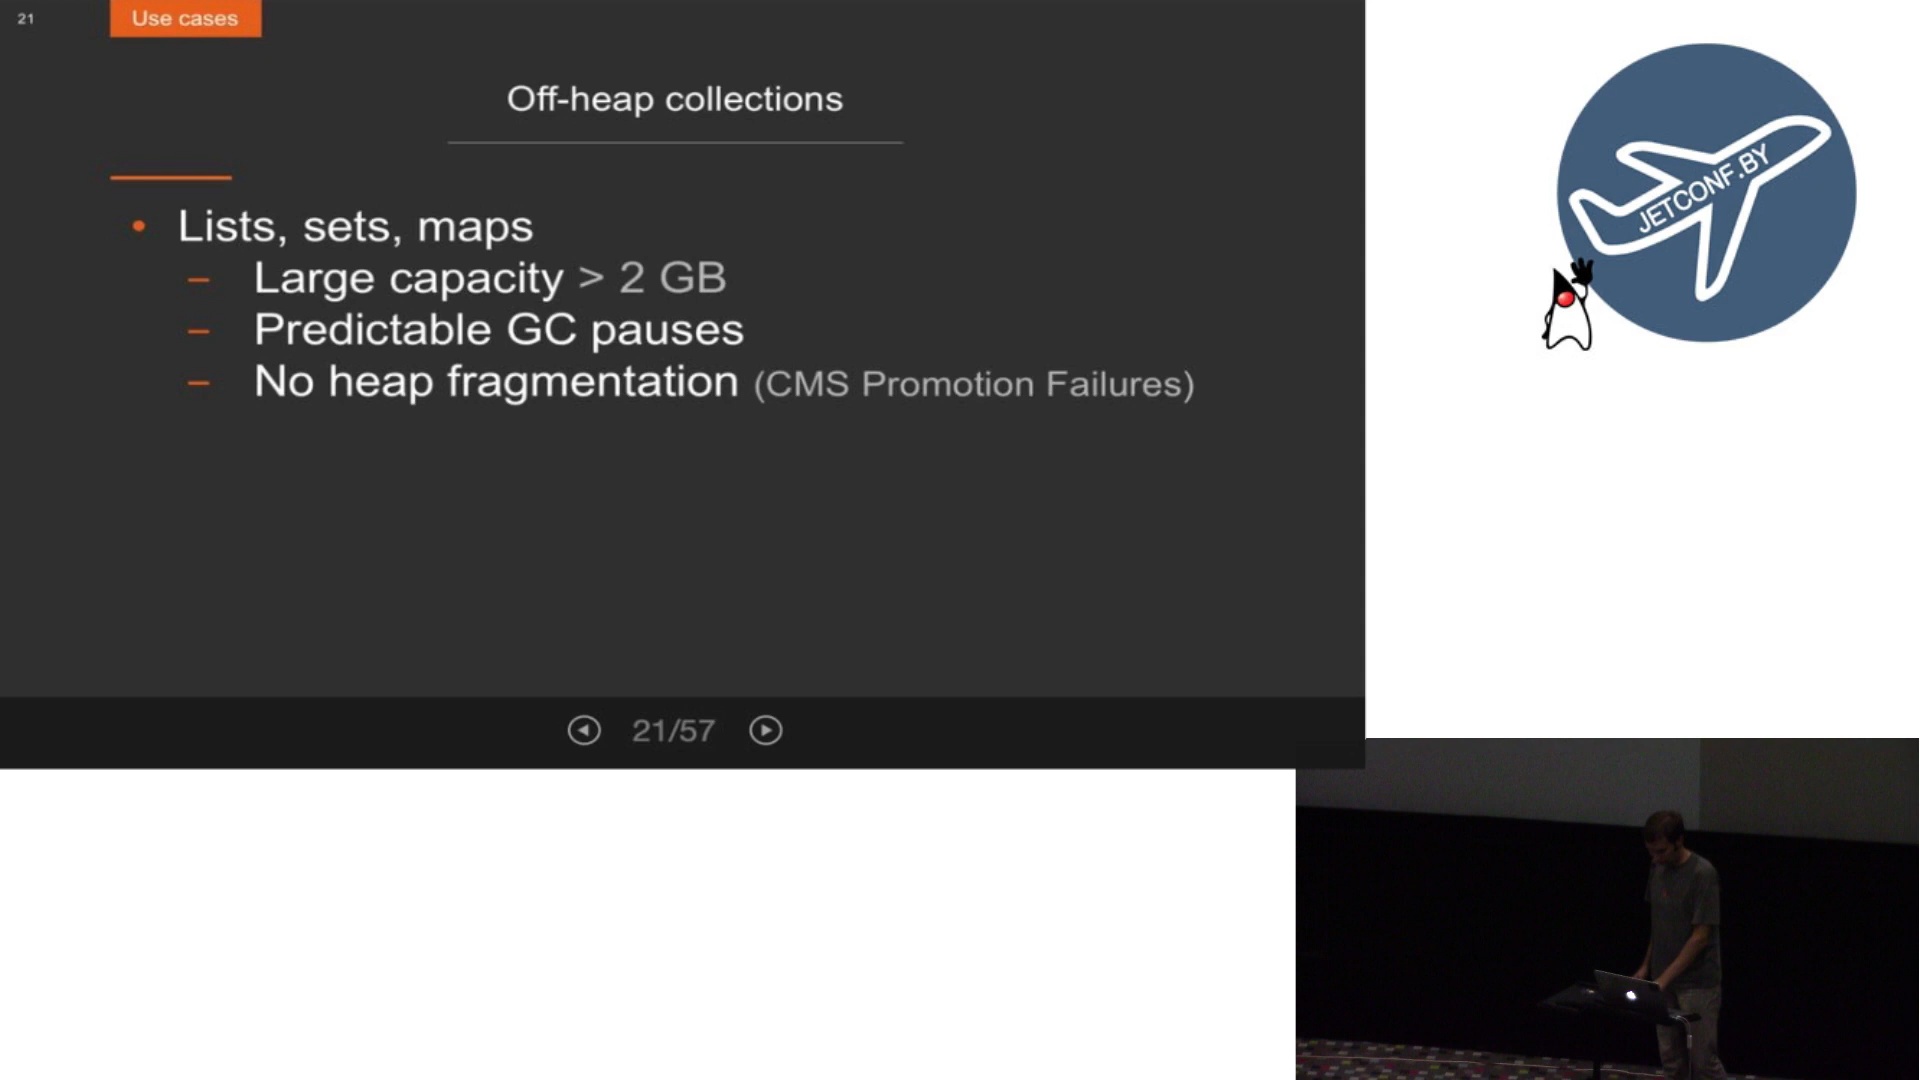 21
Use cases
Off-heap collections
• Lists, sets, maps
– Large capacity > 2 GB
– Predictable GC pauses
– No heap fragmentation (CMS Promotion Failures)
21/57
JETCONF.BY